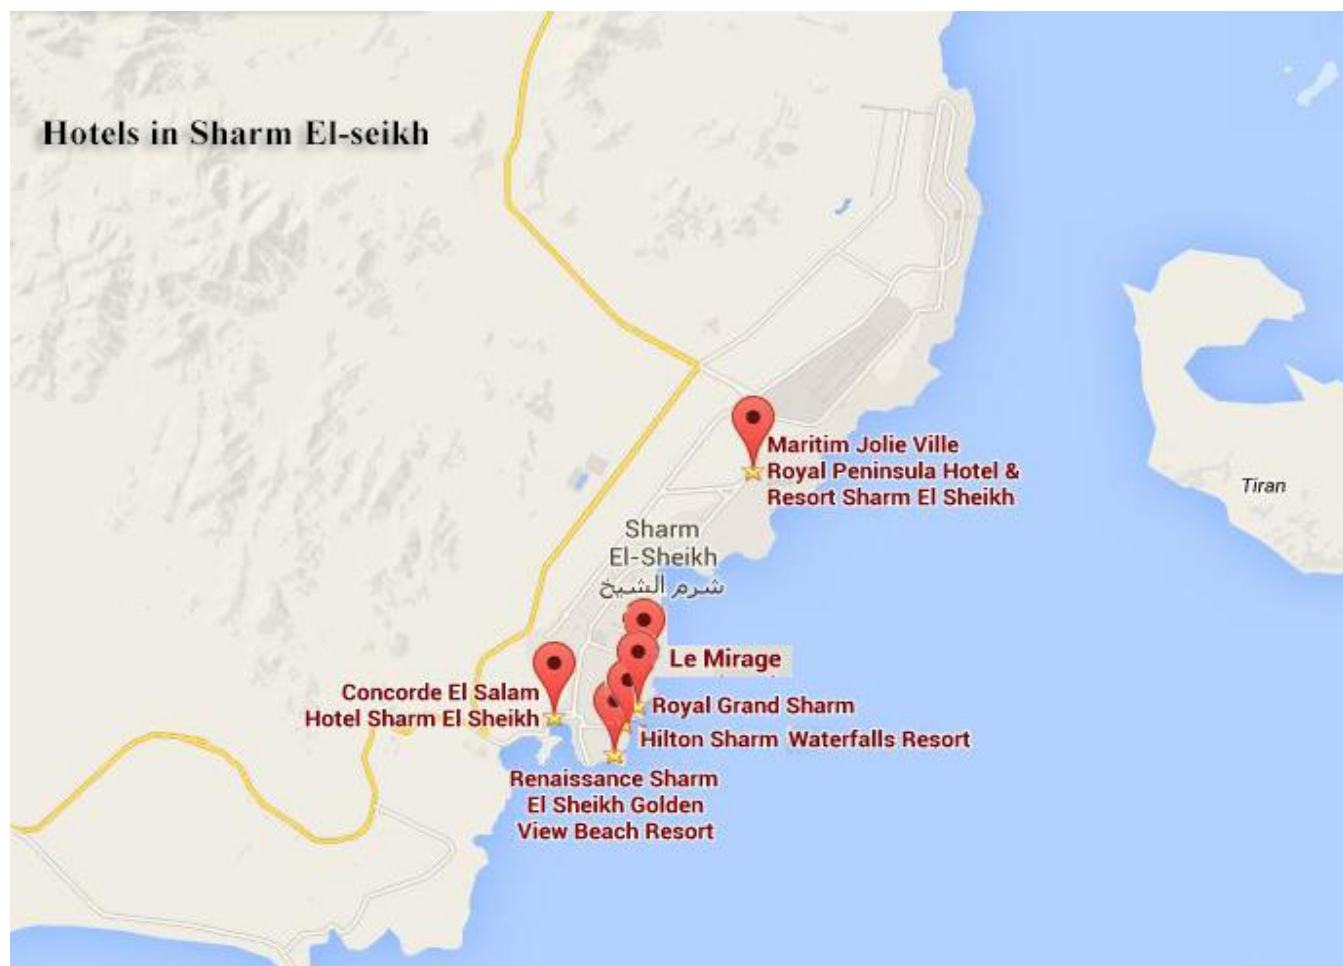 Hotels in Sharm El-seikh
Maritim Jolie Ville
Royal Peninsula Hotel &
Resort Sharm El Sheikh
Tiran
Sharm
El-Sheikh
شرم الشيخ
Le Mirage
Concorde El Salam
Hotel Sharm El Sheikh
Royal Grand Sharm
Hilton Sharm Waterfalls Resort
Renaissance Sharm
El Sheikh Golden
View Beach Resort